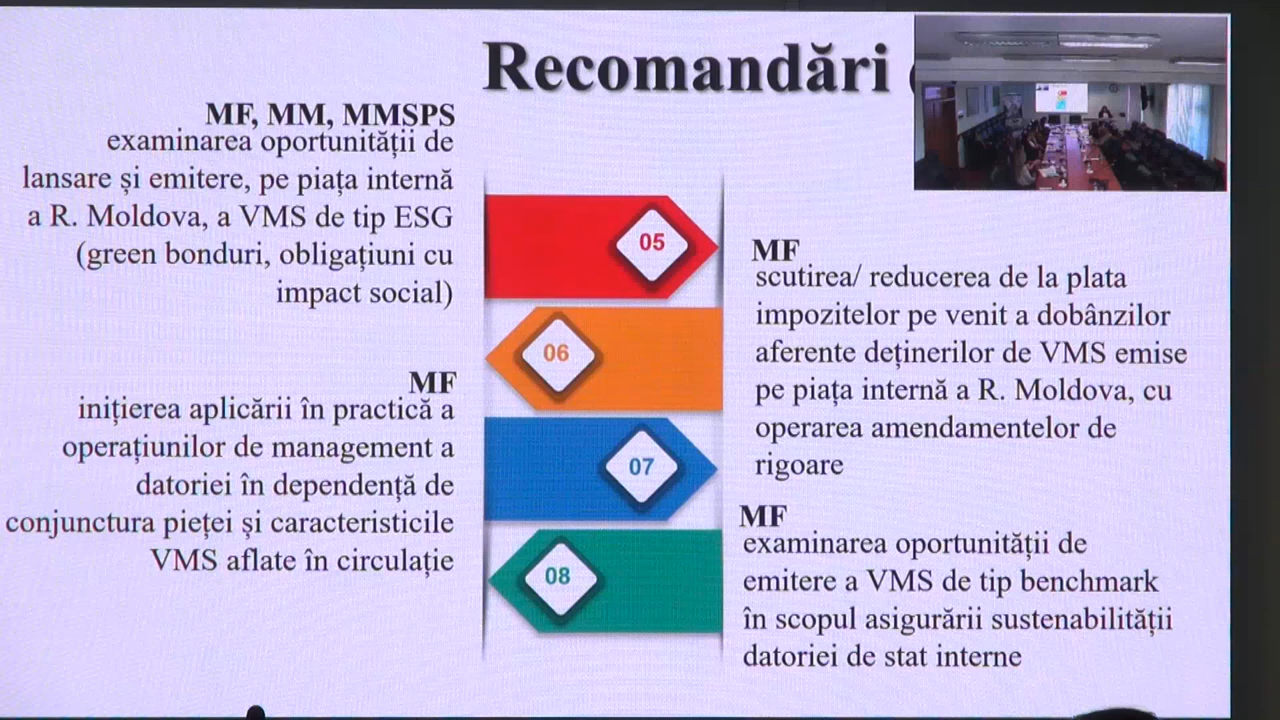 Recomandări
MF, MM, MMSPS
examinarea oportunității de
lansare și emitere, pe piața internă
a R. Moldova, a VMS de tip ESG
(green bonduri, obligațiuni cu
impact social)
05
MF
scutirea/ reducerea de la plata
impozitelor pe venit a dobânzilor
aferente deținerilor de VMS emise
pe piața internă a R. Moldova, cu
operarea amendamentelor de
rigoare
06
MF
inițierea aplicării în practică a
operațiunilor de management a
datoriei în dependență de
conjunctura pieței și caracteristicile
VMS aflate în circulație
07
MF
examinarea oportunității de
emitere a VMS de tip benchmark
în scopul asigurării sustenabilității
datoriei de stat interne
08